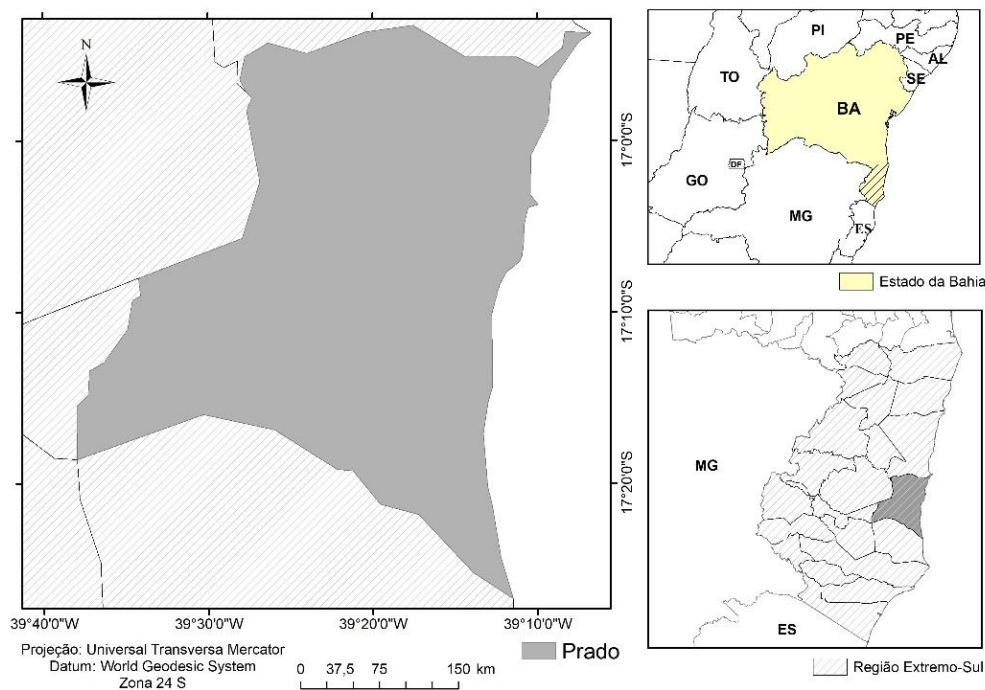 N
17°0'0"S
17°10'0"S
17°20'0"S
39°40'0"W
39°30'0"W
39°20'0"W
39°10'0"W
Projeção: Universal Transversa Mercator
Datum: World Geodesic System
Zona 24 S
0 37,5 75 150 km
Prado
PI
PE
AL
SE
TO
BA
DF
GO
MG
ES
Estado da Bahia
MG
ES
Região Extremo-Sul